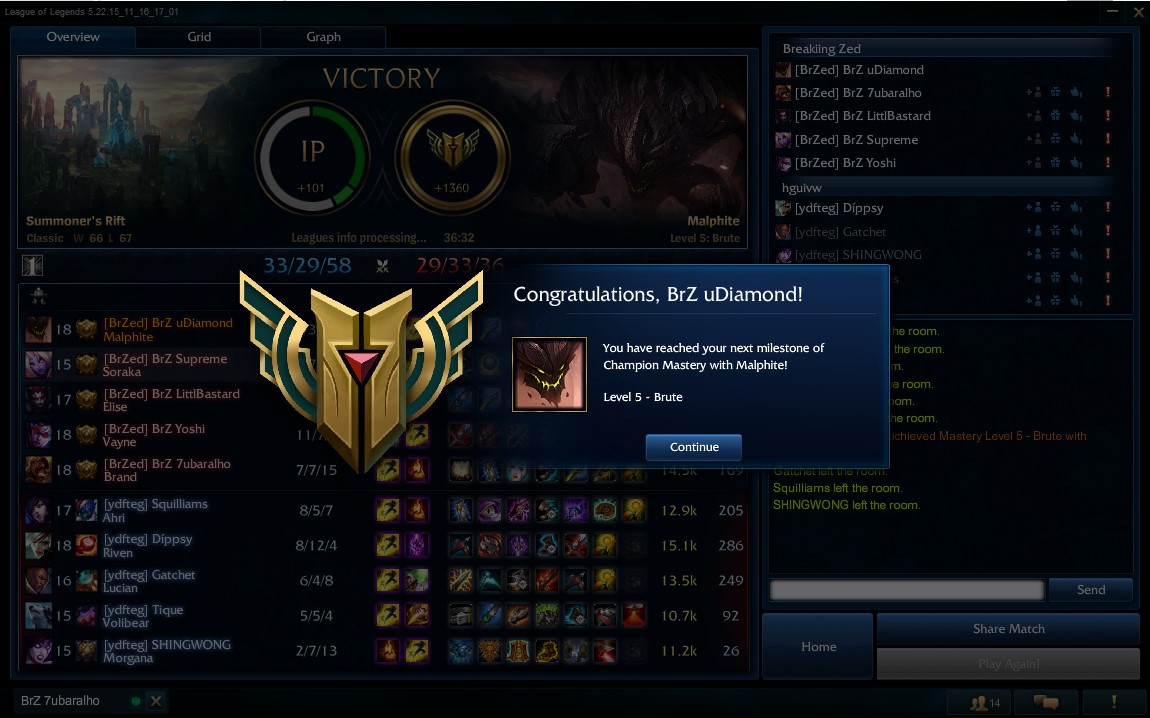 League of Legends 5.22.15_11_16_17_01
Overview Grid Graph
VICTORY
IP
+101
+1360
Summoner's Rift
Classic W 66 L 67
Leagues info processing... 36:32
Malphite
Level 5: Brute
33/29/58 29/33/36
18 [BrZed] BrZ uDiamond
Malphite
15 [BrZed] BrZ Supreme
Soraka
17 [BrZed] BrZ LittlBastard
Elise
18 [BrZed] BrZ Yoshi
Vayne
18 [BrZed] BrZ 7ubaralho
Brand
7/7/15
17 [ydfteg] Squilliams
Ahri
8/5/7 12.9k 205
18 [ydfteg] Díppsy
Riven
8/12/4 15.1k 286
16 [ydfteg] Gatchet
Lucian
6/4/8 13.5k 249
15 [ydfteg] Tique
Volibear
5/5/4 10.7k 92
15 [ydfteg] SHINGWONG
Morgana
2/7/13 11.2k 26
Congratulations, BrZ uDiamond!
You have reached your next milestone of
Champion Mastery with Malphite!
Level 5 - Brute
Continue
Breakiing Zed
[BrZed] BrZ uDiamond
[BrZed] BrZ 7ubaralho
[BrZed] BrZ LittlBastard
[BrZed] BrZ Supreme
[BrZed] BrZ Yoshi
hguivw
[ydfteg] Díppsy
[ydfteg] Gatchet
[ydfteg] SHINGWONG
the room.
the room.
room.
the room.
achieved Mastery Level 5 - Brute with
Gatchet left the room.
Squilliams left the room.
SHINGWONG left the room.
Send
Home
Share Match
Play Again!
BrZ 7ubaralho
14